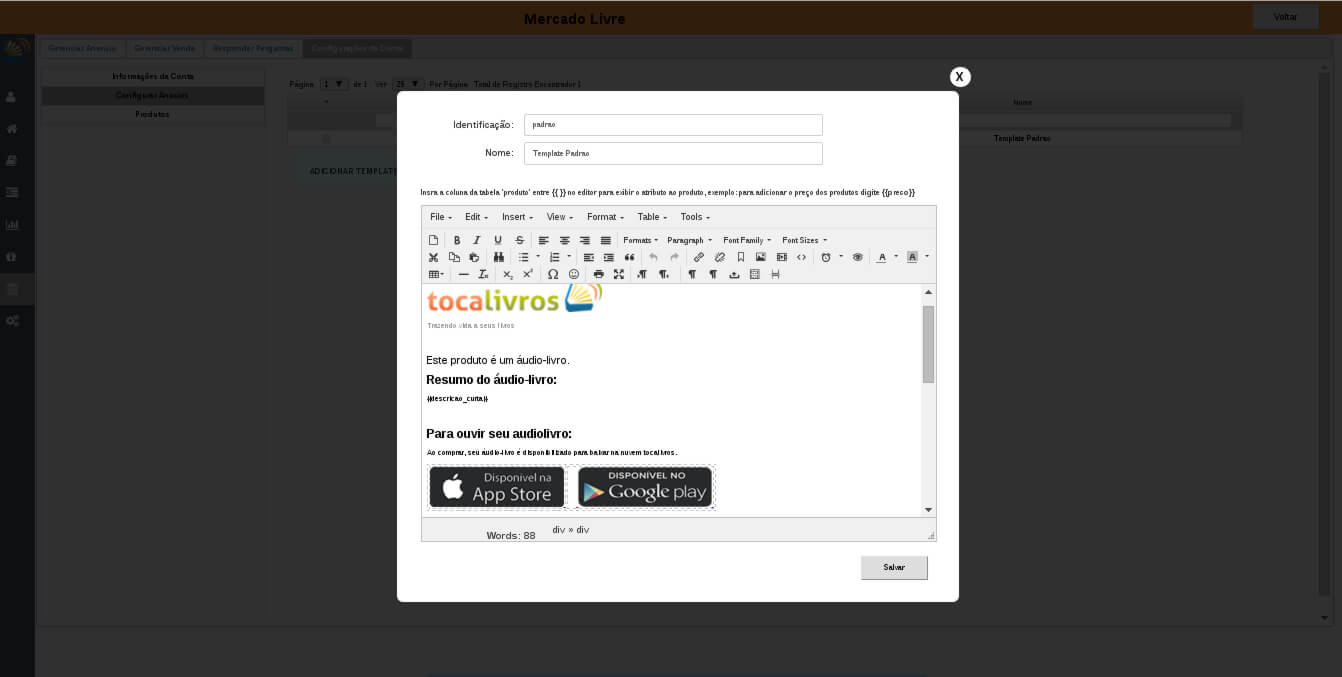 Mercado Livre
Voltar
Gerenciar Anuncio Gerenciar Venda Responder Perguntas Configurações da Conta
Informações da Conta
Configurar Anuncio
Produtos
Página 1 de 1 Ver 25 Por Página Total de Registro Encontrador 1
Nome
Template Padrao
ADICIONAR TEMPLAT
X
Identificação: padrao
Nome: Template Padrao
Insra a coluna da tabela 'produto' entre {{ }} no editor para exibir o atributo ao produto, exemplo: para adicionar o preço dos produtos digite {{preco}}
File Edit Insert View Format Table Tools
B I U S Formats Paragraph Font Family Font Sizes
tocalivros
Trazendo vida a seus livros
Este produto é um áudio-livro.
Resumo do áudio-livro:
{{descricao_curta}}
Para ouvir seu audiolivro:
Ao comprar, seu áudio-livro é disponibilizado para baixar na nuvem tocalivros.
Disponível na
App Store
DISPONÍVEL NO
Google play
Words: 88 div » div
Salvar